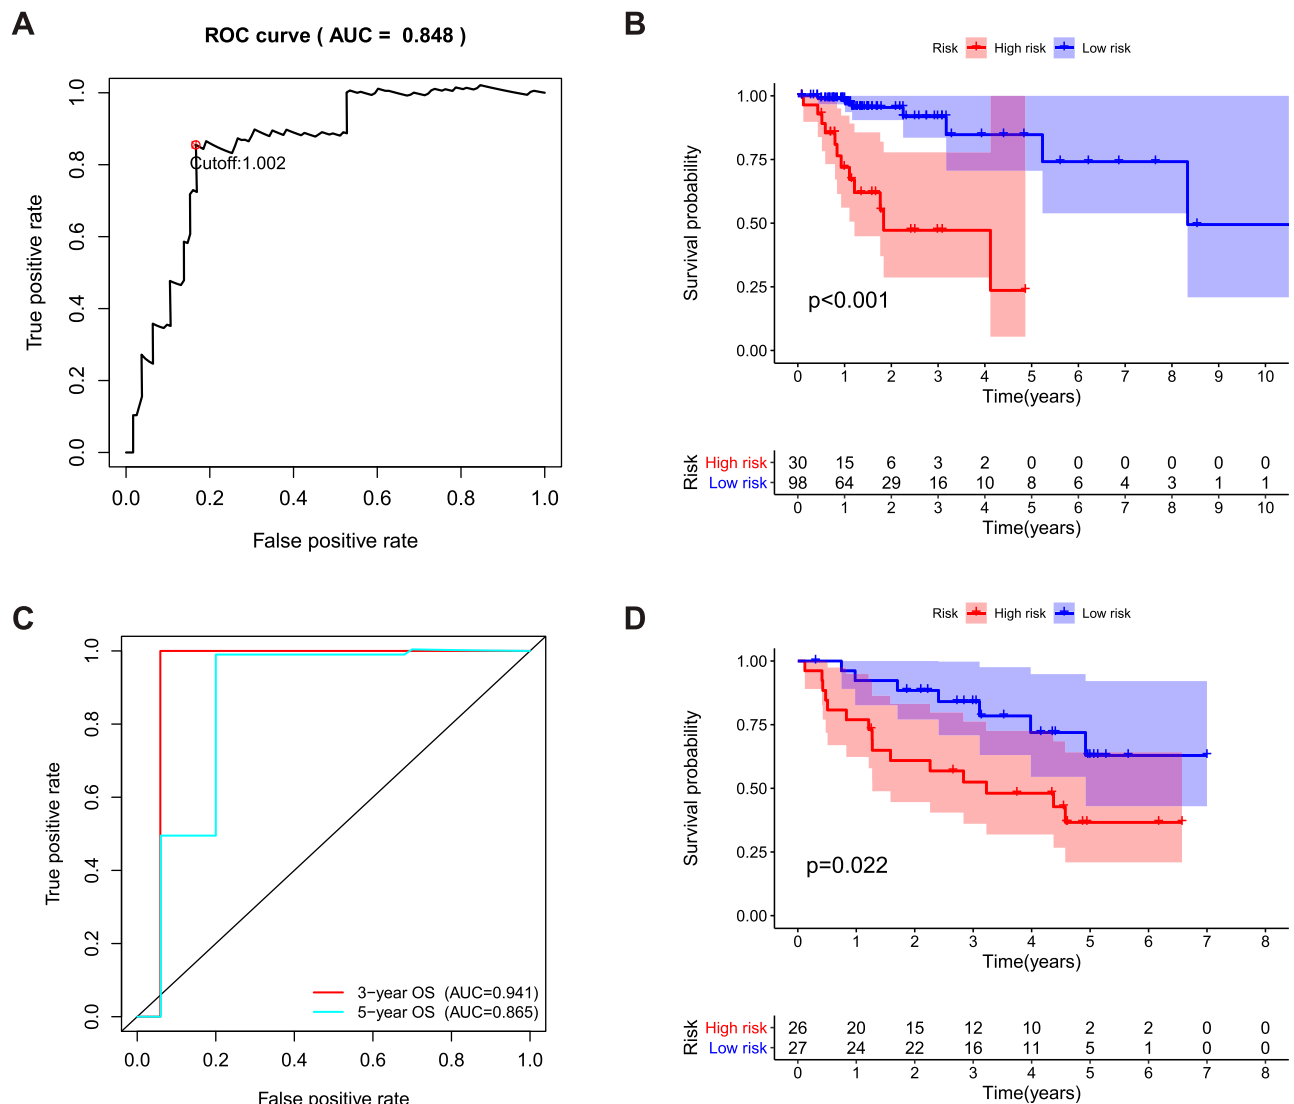 A
ROC curve ( AUC =  0.848 )
True positive rate
1.0
0.8
0.6
0.4
0.2
0.0
Cutoff:1.002
0.0 0.2 0.4 0.6 0.8 1.0
False positive rate
B
Risk High risk Low risk
Survival probability
1.00
0.75
0.50
0.25
0.00
p<0.001
0 1 2 3 4 5 6 7 8 9 10
Time(years)
Risk
High risk 30 15 6 3 2 0 0 0 0 0 0
Low risk 98 64 29 16 10 8 6 4 3 1 1
0 1 2 3 4 5 6 7 8 9 10
Time(years)
C
True positive rate
1.0
0.8
0.6
0.4
0.2
0.0
3−year OS  (AUC=0.941)
5−year OS  (AUC=0.865)
0.0 0.2 0.4 0.6 0.8 1.0
False positive rate
D
Risk High risk Low risk
Survival probability
1.00
0.75
0.50
0.25
0.00
p=0.022
0 1 2 3 4 5 6 7 8
Time(years)
Risk
High risk 26 20 15 12 10 2 2 0 0
Low risk 27 24 22 16 11 5 1 0 0
0 1 2 3 4 5 6 7 8
Time(years)